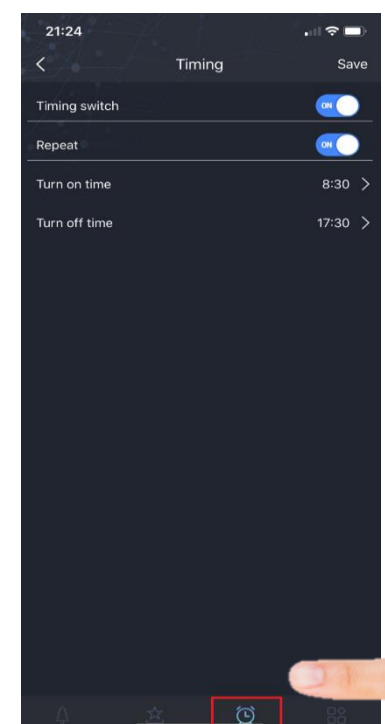 21:24
Timing Save
Timing switch ON
Repeat ON
Turn on time 8:30
Turn off time 17:30